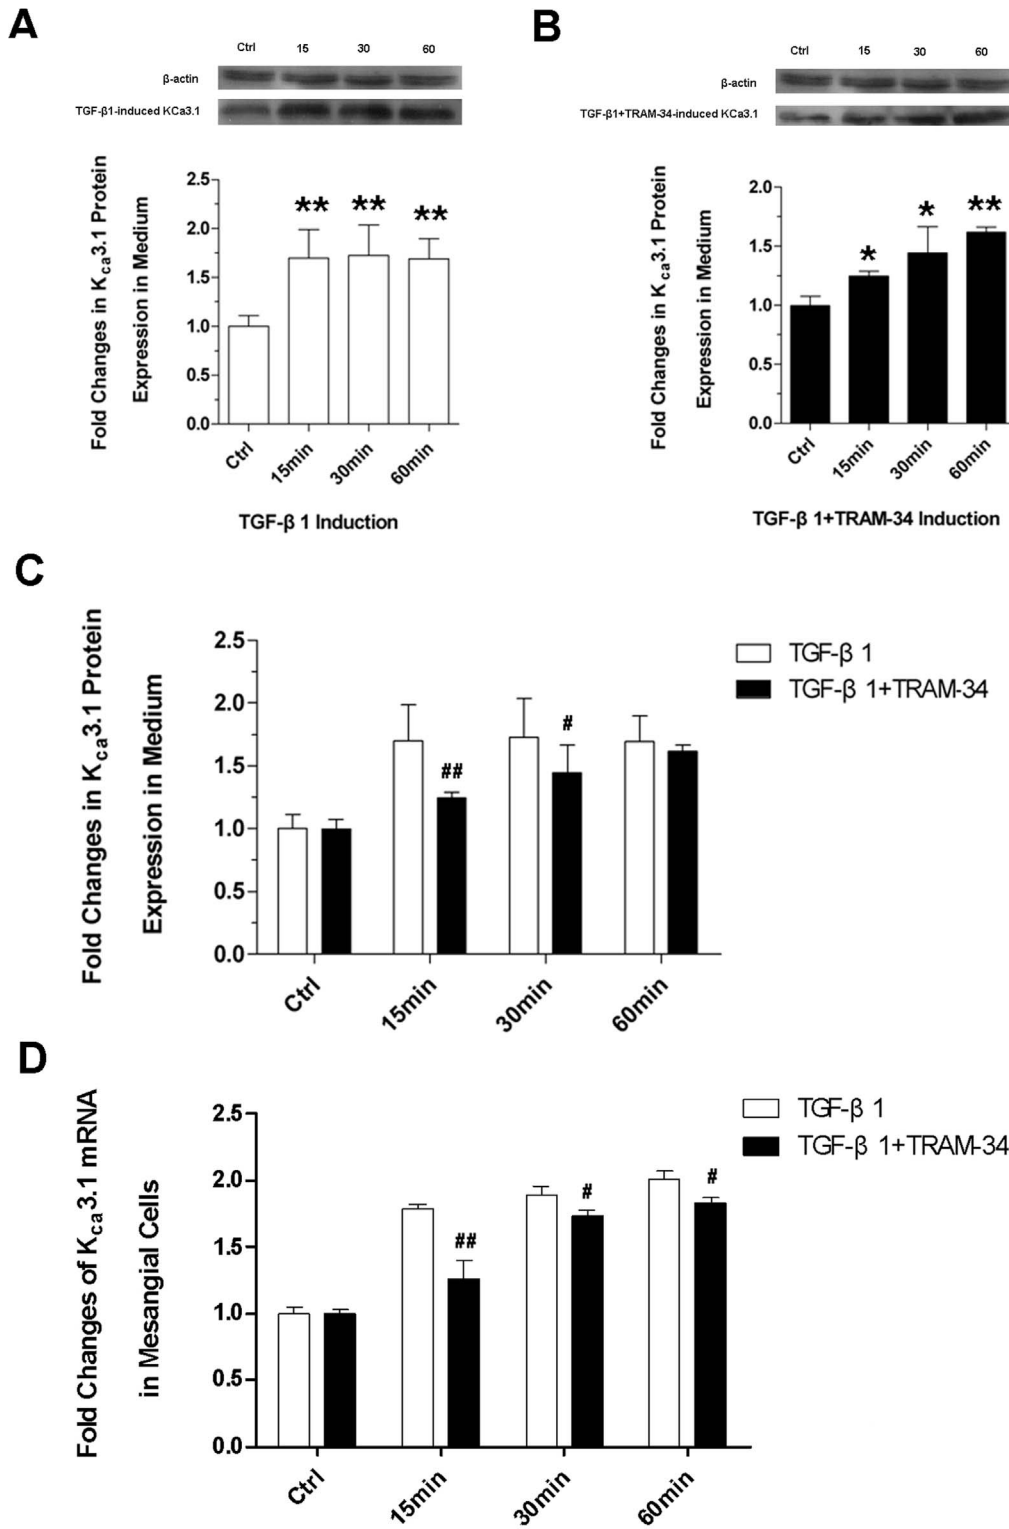 A
Ctrl 15 30 60
β-actin
TGF-β1-induced KCa3.1
Fold Changes in Kca3.1 Protein
Expression in Medium
2.5
2.0
1.5
1.0
0.5
0.0
** ** **
Ctrl 15min 30min 60min
TGF-β 1 Induction
B
Ctrl 15 30 60
β-actin
TGF-β1+TRAM-34-induced KCa3.1
Fold Changes in Kca3.1 Protein
Expression in Medium
2.0
1.5
1.0
0.5
0.0
* * **
Ctrl 15min 30min 60min
TGF-β 1+TRAM-34 Induction
C
Fold Changes in Kca3.1 Protein
Expression in Medium
2.5
2.0
1.5
1.0
0.5
0.0
## #
Ctrl 15min 30min 60min
TGF-β 1
TGF-β 1+TRAM-34
D
Fold Changes of Kca3.1 mRNA
in Mesangial Cells
2.5
2.0
1.5
1.0
0.5
0.0
## # #
Ctrl 15min 30min 60min
TGF-β 1
TGF-β 1+TRAM-34